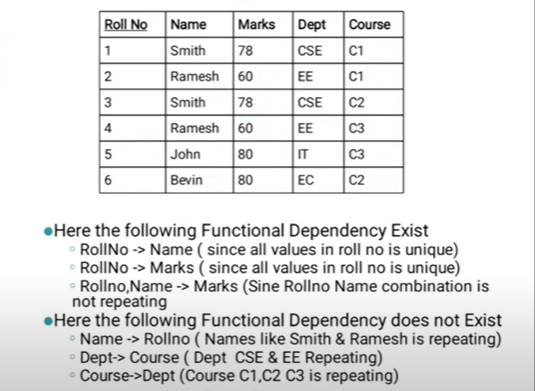 Roll No Name Marks Dept Course
1 Smith 78 CSE C1
2 Ramesh 60 EE C1
3 Smith 78 CSE C2
4 Ramesh 60 EE C3
5 John 80 IT C3
6 Bevin 80 EC C2
●Here the following Functional Dependency Exist
◦ RollNo -> Name ( since all values in roll no is unique)
◦ RollNo -> Marks ( since all values in roll no is unique)
◦ Rollno,Name -> Marks (Sine Rollno Name combination is
not repeating
●Here the following Functional Dependency does not Exist
◦ Name -> Rollno ( Names like Smith & Ramesh is repeating)
◦ Dept-> Course ( Dept CSE & EE Repeating)
◦ Course->Dept (Course C1,C2 C3 is repeating)